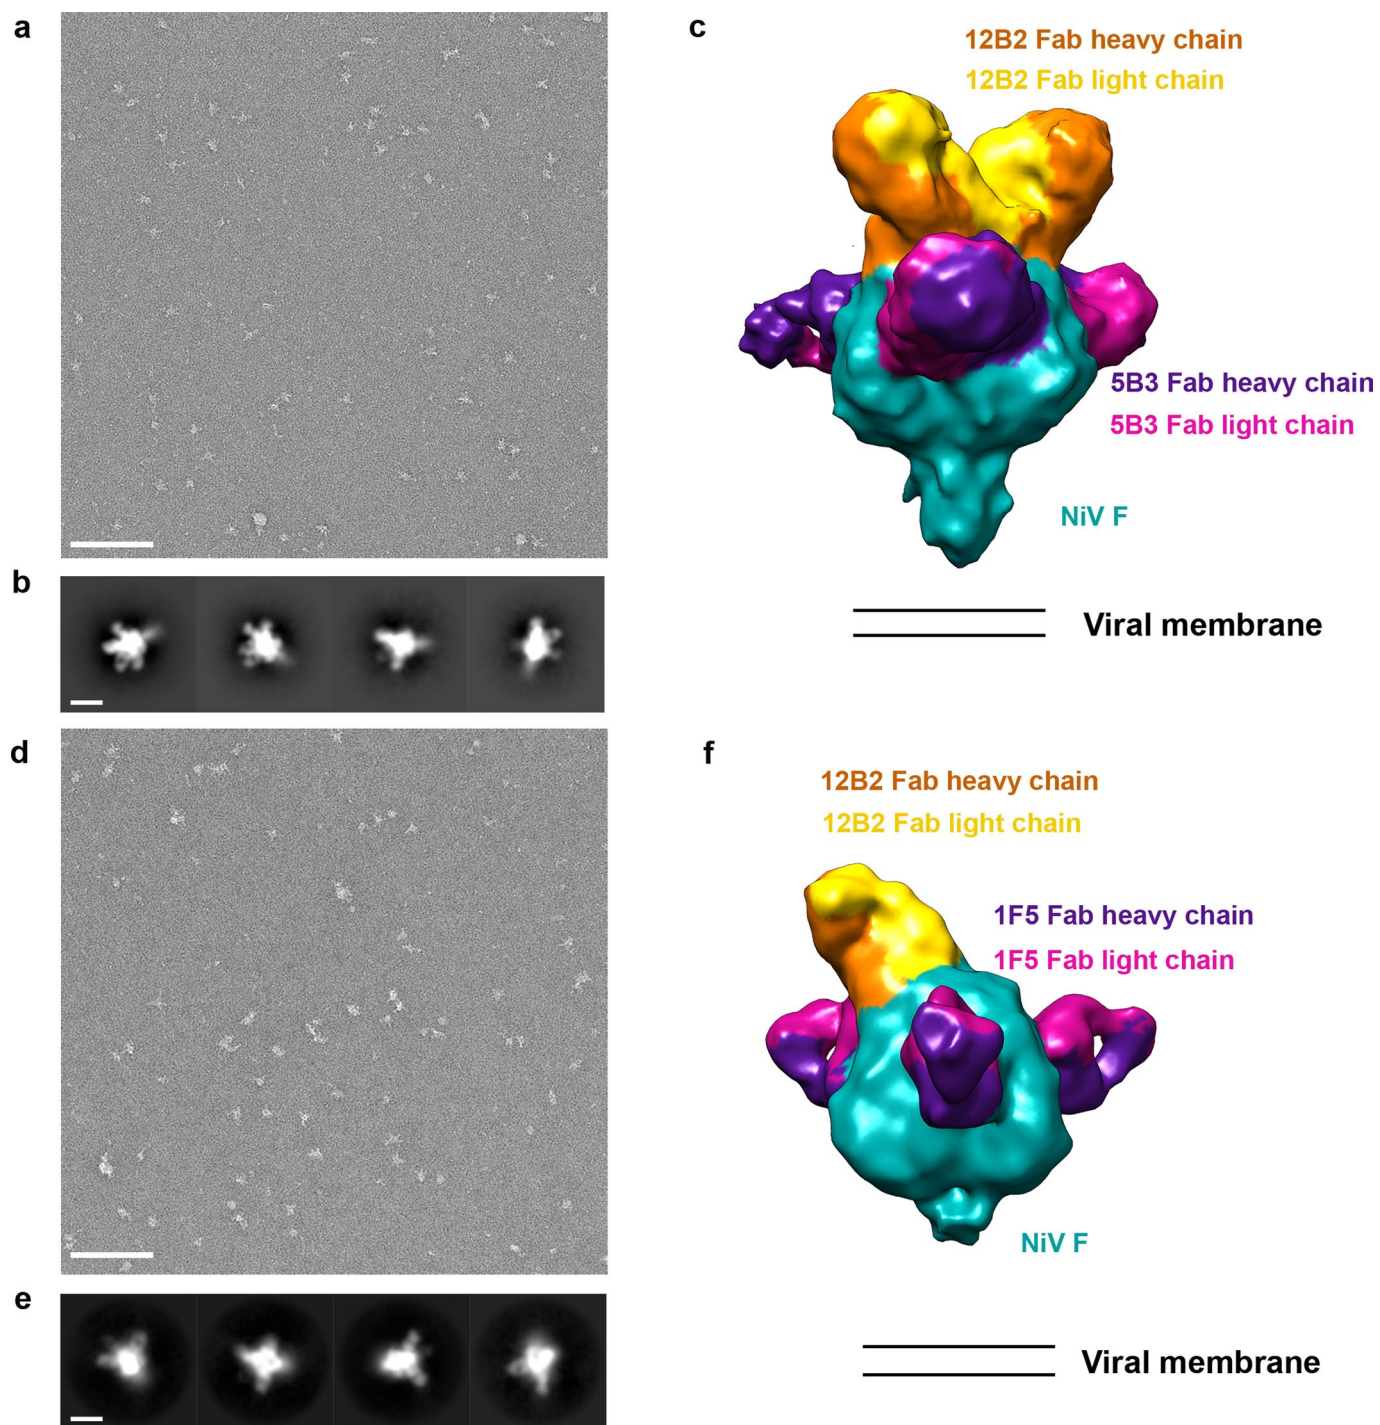 a
c
12B2 Fab heavy chain
12B2 Fab light chain
5B3 Fab heavy chain
5B3 Fab light chain
NiV F
b
Viral membrane
d
f
12B2 Fab heavy chain
12B2 Fab light chain
1F5 Fab heavy chain
1F5 Fab light chain
NiV F
e
Viral membrane